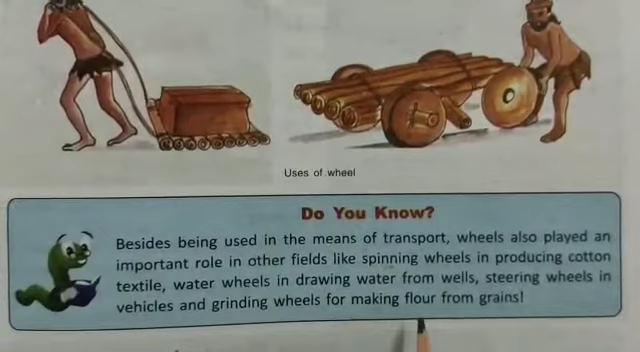 Uses of wheel
Do You Know?
Besides being used in the means of transport, wheels also played an
important role in other fields like spinning wheels in producing cotton
textile, water wheels in drawing water from wells, steering wheels in
vehicles and grinding wheels for making flour from grains!